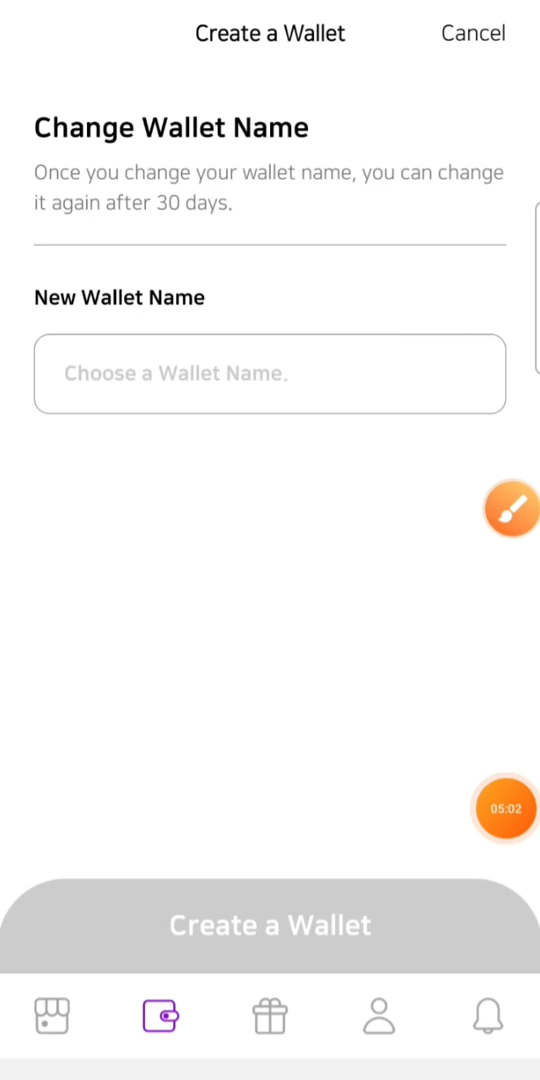 Create a Wallet
Cancel
Change Wallet Name
Once you change your wallet name, you can change
it again after 30 days.
New Wallet Name
Choose a Wallet Name.
05:02
Create a Wallet